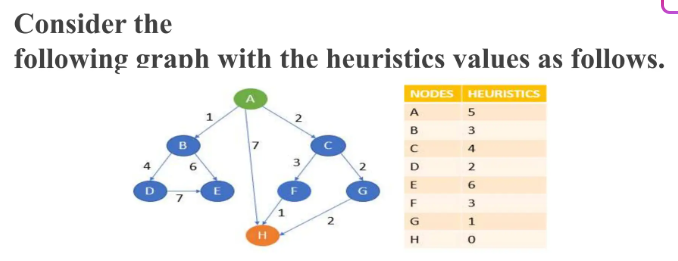 Consider the
following graph with the heuristics values as follows.
NODES HEURISTICS
A 5
B 3
C 4
D 2
E 6
F 3
G 1
H 0
A
1 2
B 7 C
4 6 3 2
D 7 E F G
1 2
H